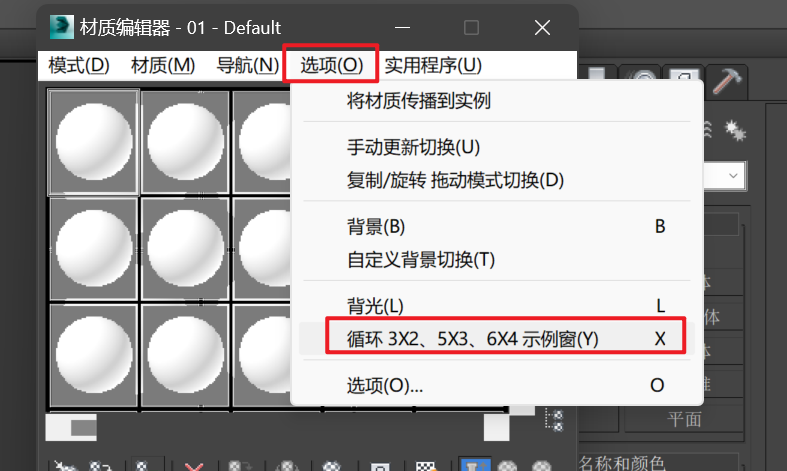 材质编辑器 - 01 - Default
模式(D) 材质(M) 导航(N) 选项(O) 实用程序(U)
将材质传播到实例
手动更新切换(U)
复制/旋转 拖动模式切换(D)
背景(B) B
自定义背景切换(T)
背光(L) L
循环 3X2、5X3、6X4 示例窗(Y) X
选项(O)... O
体
体
体
平面
名称和颜色